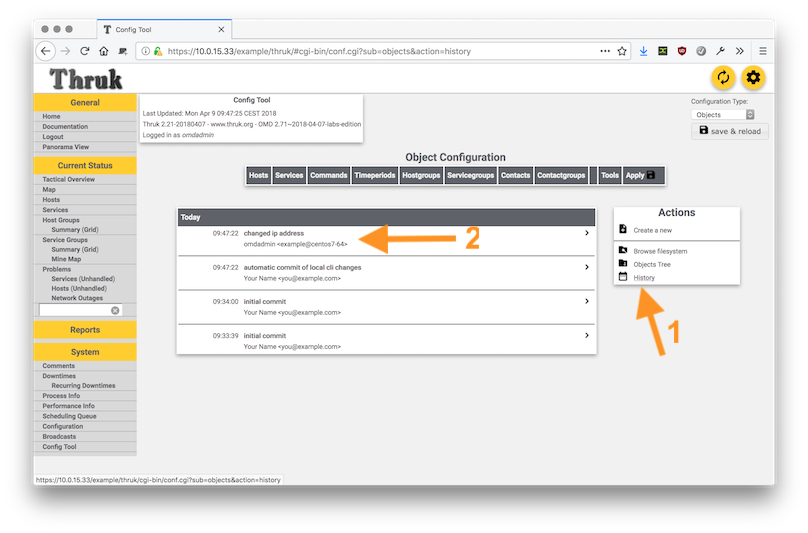 Config Tool
https://10.0.15.33/example/thruk/#cgi-bin/conf.cgi?sub=objects&action=history
Thruk
General
Home
Documentation
Logout
Panorama View
Current Status
Tactical Overview
Map
Hosts
Services
Host Groups
Summary (Grid)
Service Groups
Summary (Grid)
Mine Map
Problems
Services (Unhandled)
Hosts (Unhandled)
Network Outages
Reports
System
Comments
Downtimes
Recurring Downtimes
Process Info
Performance Info
Scheduling Queue
Configuration
Broadcasts
Config Tool
Config Tool
Last Updated: Mon Apr 9 09:47:25 CEST 2018
Thruk 2.21-20180407 - www.thruk.org - OMD 2.71~2018-04-07-labs-edition
Logged in as omdadmin
Configuration Type:
Objects
save & reload
Object Configuration
Hosts Services Commands Timeperiods Hostgroups Servicegroups Contacts Contactgroups Tools Apply
Today
09:47:22 changed ip address
omdadmin <example@centos7-64>
2
09:47:22 automatic commit of local cli changes
Your Name <you@example.com>
09:34:00 initial commit
Your Name <you@example.com>
09:33:39 initial commit
Your Name <you@example.com>
Actions
Create a new
Browse filesystem
Objects Tree
History
1
https://10.0.15.33/example/thruk/cgi-bin/conf.cgi?sub=objects&action=history